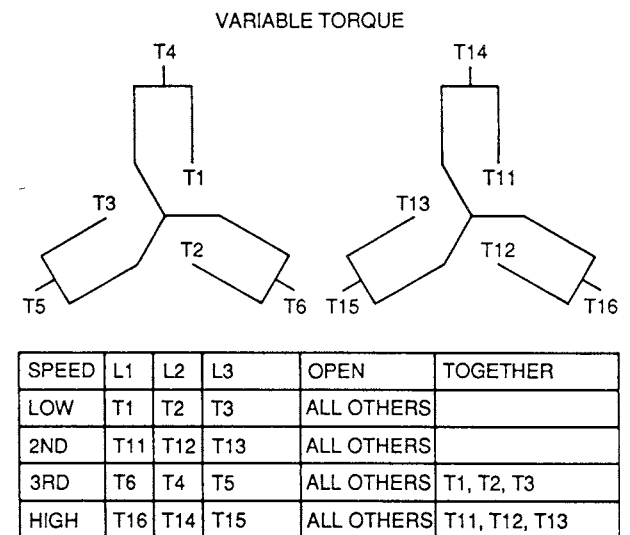 VARIABLE TORQUE
T4
T14
T1
T11
T3
T13
T2
T12
T5
T6
T15
T16
SPEED L1 L2 L3 OPEN TOGETHER
LOW T1 T2 T3 ALL OTHERS
2ND T11 T12 T13 ALL OTHERS
3RD T6 T4 T5 ALL OTHERS T1, T2, T3
HIGH T16 T14 T15 ALL OTHERS T11, T12, T13